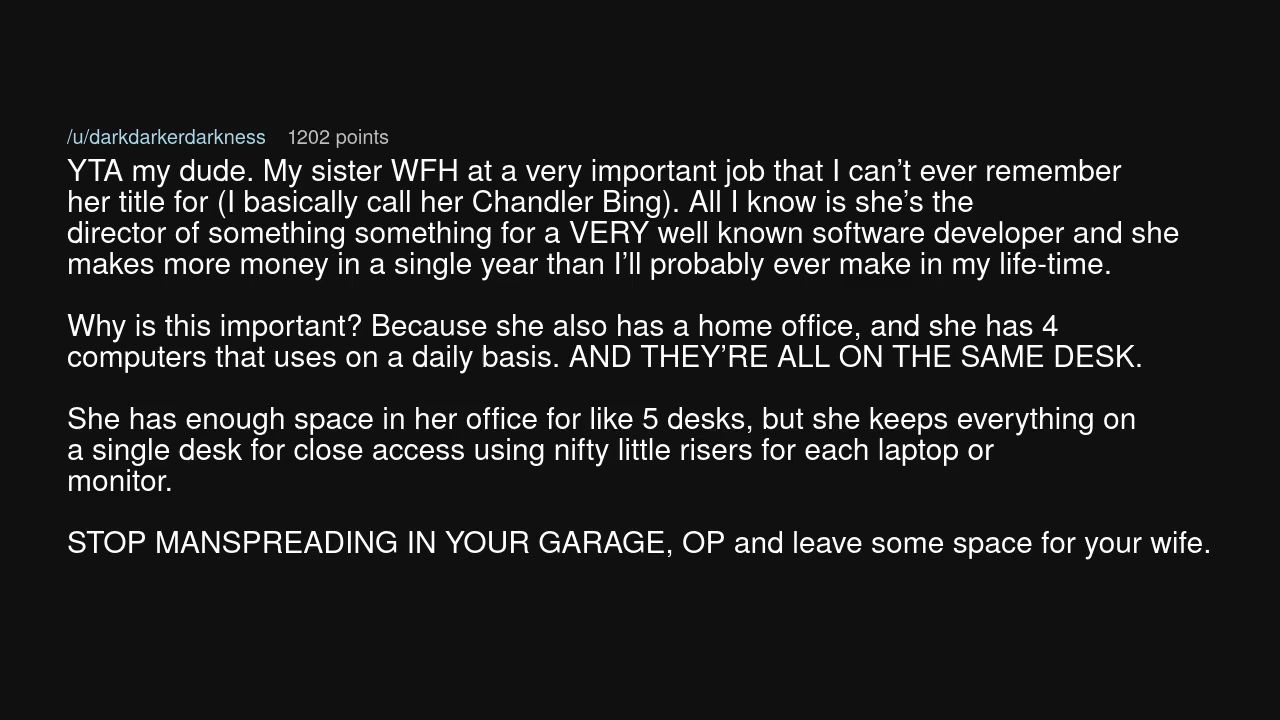 /u/darkdarkerdarkness 1202 points
YTA my dude. My sister WFH at a very important job that I can’t ever remember
her title for (I basically call her Chandler Bing). All I know is she’s the
director of something something for a VERY well known software developer and she
makes more money in a single year than I’ll probably ever make in my life-time.
Why is this important? Because she also has a home office, and she has 4
computers that uses on a daily basis. AND THEY’RE ALL ON THE SAME DESK.
She has enough space in her office for like 5 desks, but she keeps everything on
a single desk for close access using nifty little risers for each laptop or
monitor.
STOP MANSPREADING IN YOUR GARAGE, OP and leave some space for your wife.